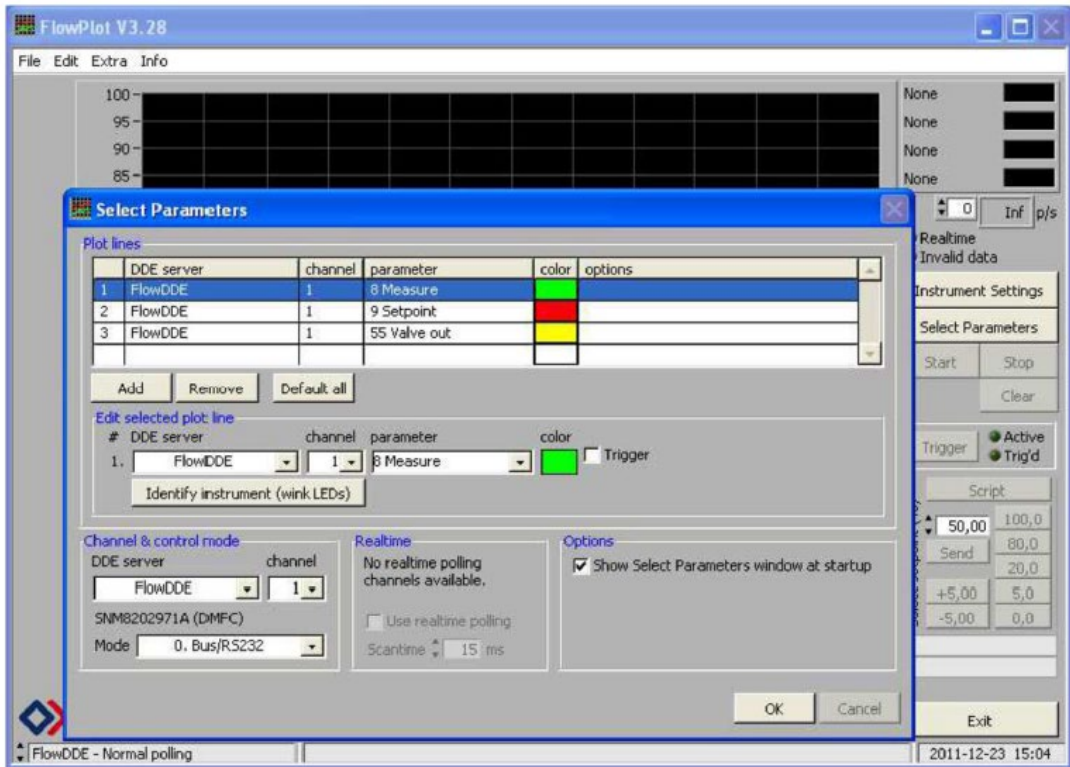 FlowPlot V3.28
File Edit Extra Info
100
95
90
85
None
None
None
None
0 Inf p/s
Realtime
Invalid data
Instrument Settings
Select Parameters
Start Stop
Clear
Trigger Active
Trig'd
Script
50,00 100,0
Send 80,0
20,0
+5,00 5,0
-5,00 0,0
Exit
Select Parameters
Plot lines
DDE server channel parameter color options
1 FlowDDE 1 8 Measure
2 FlowDDE 1 9 Setpoint
3 FlowDDE 1 55 Valve out
Add Remove Default all
Edit selected plot line
# DDE server channel parameter color
1. FlowDDE 1 8 Measure Trigger
Identify instrument (wink LEDs)
Channel & control mode
DDE server channel
FlowDDE 1
SNM8202971A (DMFC)
Mode 0. Bus/RS232
Realtime
No realtime polling
channels available.
Use realtime polling
Scantime 15 ms
Options
Show Select Parameters window at startup
OK Cancel
FlowDDE - Normal polling
2011-12-23 15:04